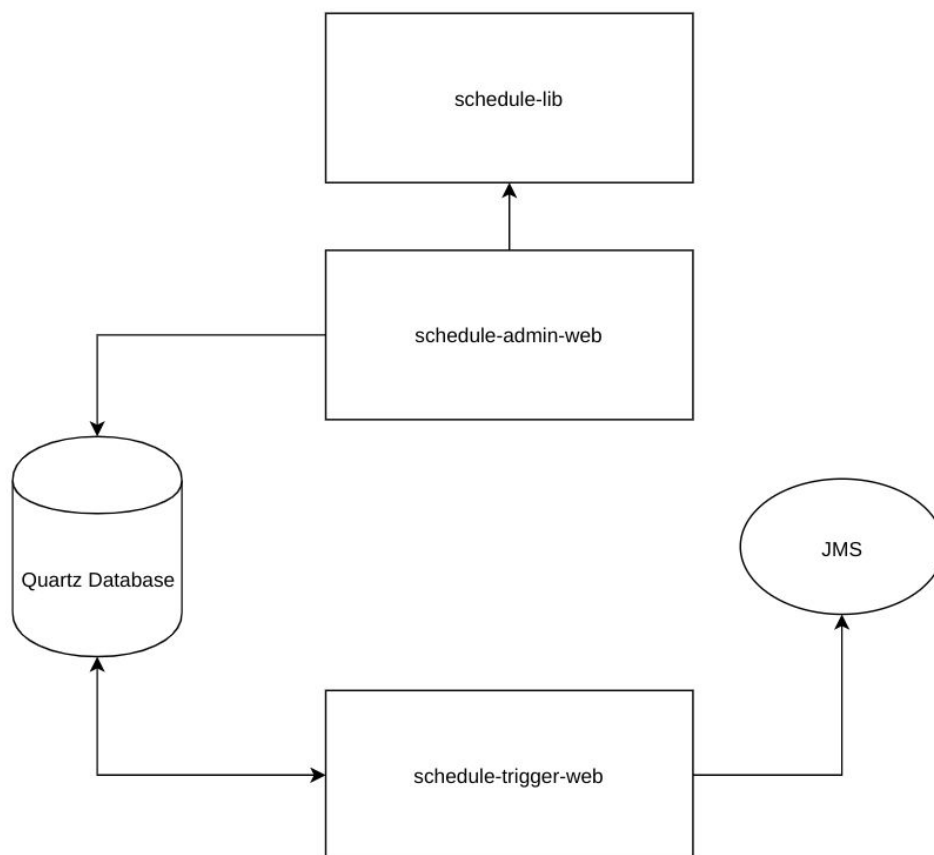 schedule-lib
schedule-admin-web
JMS
Quartz Database
schedule-trigger-web